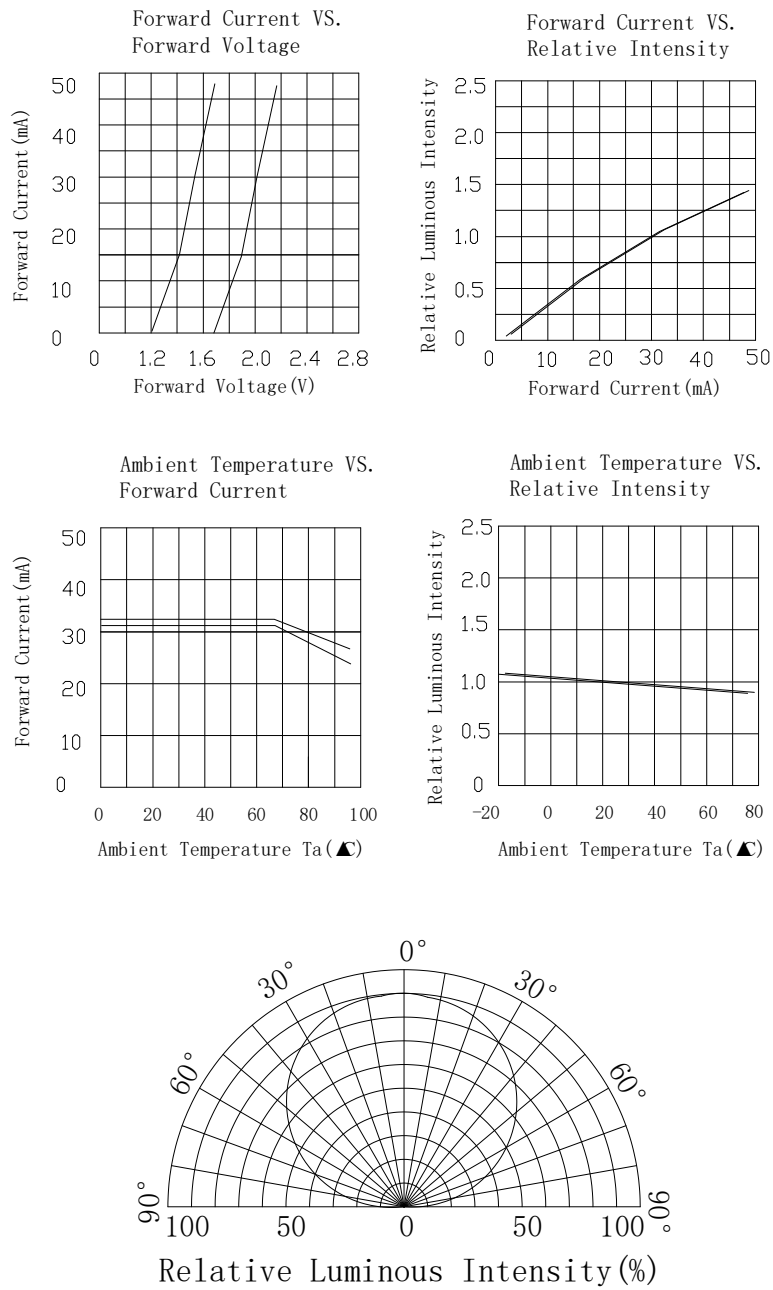 Forward Current VS.
Forward Voltage
Forward Current(mA)
50
40
30
20
10
0
0 1.2 1.6 2.0 2.4 2.8
Forward Voltage(V)
Forward Current VS.
Relative Intensity
Relative Luminous Intensity
2.5
2.0
1.5
1.0
0.5
0
0 10 20 30 40 50
Forward Current(mA)
Ambient Temperature VS.
Forward Current
Forward Current(mA)
50
40
30
20
10
0
0 20 40 60 80 100
Ambient Temperature Ta(▲C)
Ambient Temperature VS.
Relative Intensity
Relative Luminous Intensity
2.5
2.0
1.5
1.0
0.5
0
-20 0 20 40 60 80
Ambient Temperature Ta(▲C)
0°
30° 30°
60° 60°
90° 90°
100 50 0 50 100
Relative Luminous Intensity(%)